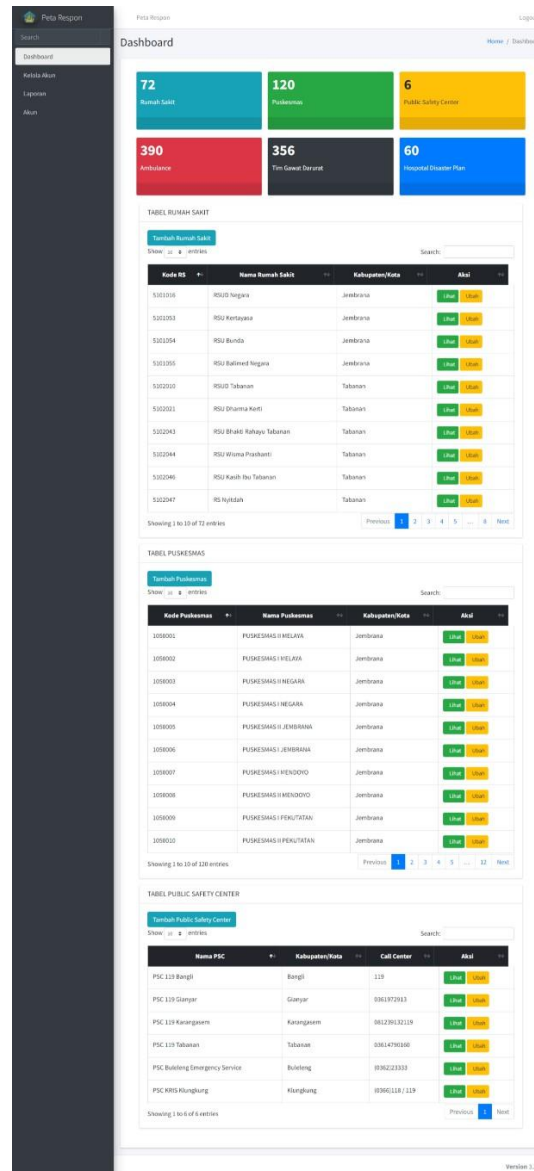 Peta Respon
Search
Dashboard
Kelola Akun
Laporan
Akun
Peta Respon
Dashboard
Home / Dashbo
72
Rumah Sakit
120
Puskesmas
6
Public Safety Center
390
Ambulance
356
Tim Gawat Darurat
60
Hospotal Disaster Plan
TABEL RUMAH SAKIT
Tambah Rumah Sakit
Show 10 entries Search:
Kode RS Nama Rumah Sakit Kabupaten/Kota Aksi
5101016 RSUD Negara Jembrana Lihat Ubah
5101053 RSU Kertayasa Jembrana Lihat Ubah
5101054 RSU Bunda Jembrana Lihat Ubah
5101055 RSU Balimed Negara Jembrana Lihat Ubah
5102010 RSUD Tabanan Tabanan Lihat Ubah
5102021 RSU Dharma Kerti Tabanan Lihat Ubah
5102043 RSU Bhakti Rahayu Tabanan Tabanan Lihat Ubah
5102044 RSU Wisma Prashanti Tabanan Lihat Ubah
5102046 RSU Kasih Ibu Tabanan Tabanan Lihat Ubah
5102047 RS Nyitdah Tabanan Lihat Ubah
Showing 1 to 10 of 72 entries Previous 1 2 3 4 5 ... 8 Next
TABEL PUSKESMAS
Tambah Puskesmas
Show 10 entries Search:
Kode Puskesmas Nama Puskesmas Kabupaten/Kota Aksi
1058001 PUSKESMAS II MELAYA Jembrana Lihat Ubah
1058002 PUSKESMAS I MELAYA Jembrana Lihat Ubah
1058003 PUSKESMAS II NEGARA Jembrana Lihat Ubah
1058004 PUSKESMAS I NEGARA Jembrana Lihat Ubah
1058005 PUSKESMAS II JEMBRANA Jembrana Lihat Ubah
1058006 PUSKESMAS I JEMBRANA Jembrana Lihat Ubah
1058007 PUSKESMAS I MENDOYO Jembrana Lihat Ubah
1058008 PUSKESMAS II MENDOYO Jembrana Lihat Ubah
1058009 PUSKESMAS I PEKUTATAN Jembrana Lihat Ubah
1058010 PUSKESMAS II PEKUTATAN Jembrana Lihat Ubah
Showing 1 to 10 of 120 entries Previous 1 2 3 4 5 ... 12 Next
TABEL PUBLIC SAFETY CENTER
Tambah Public Safety Center
Show 10 entries Search:
Nama PSC Kabupaten/Kota Call Center Aksi
PSC 119 Bangli Bangli 119 Lihat Ubah
PSC 119 Gianyar Gianyar 0361972913 Lihat Ubah
PSC 119 Karangasem Karangasem 081239132119 Lihat Ubah
PSC 119 Tabanan Tabanan Lihat Ubah
PSC Buleleng Emergency Service Buleleng (0362)23333 Lihat Ubah
PSC KRIS Klungkung Klungkung (0366)118 / 119 Lihat Ubah
Showing 1 to 6 of 6 entries Previous 1 Next
Version